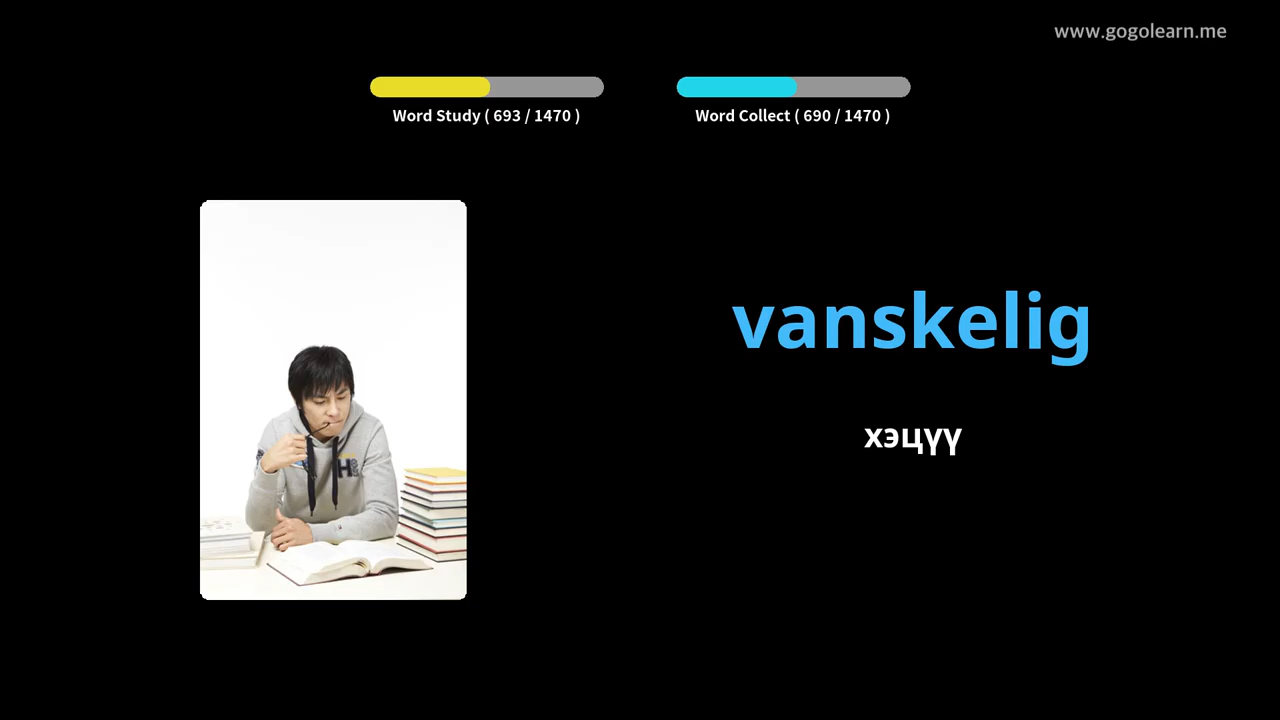 www.gogolearn.me
Word Study ( 693 / 1470 )
Word Collect ( 690 / 1470 )
vanskelig
хэцүү
H